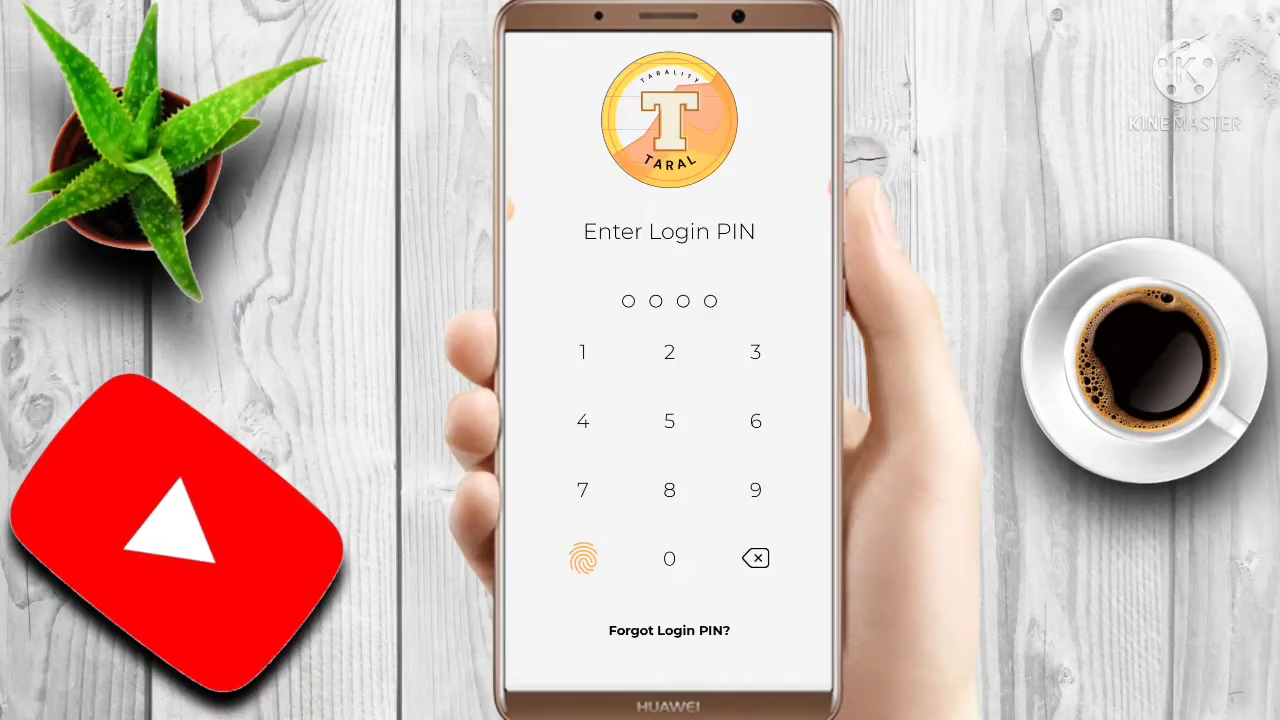 K
KINEMASTER
TARALITY
T
TARAL
Enter Login PIN
1 2 3
4 5 6
7 8 9
0
Forgot Login PIN?
HUAWEI